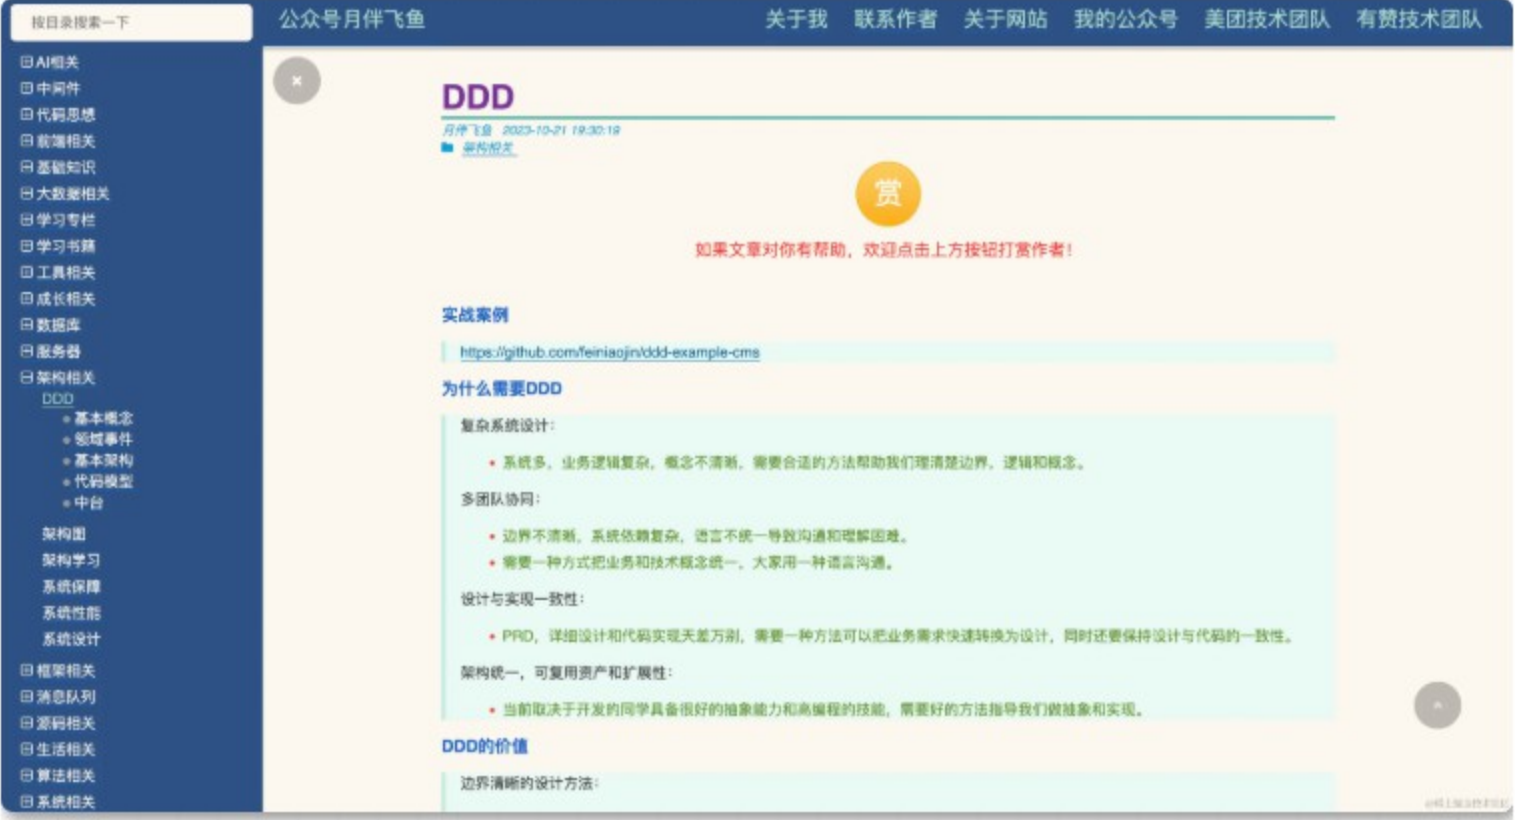 按目录搜索一下
公众号月伴飞鱼
关于我 联系作者 关于网站 我的公众号 美团技术团队 有赞技术团队
AI相关
中间件
代码思想
前端相关
基础知识
大数据相关
学习专栏
学习书籍
工具相关
成长相关
数据库
服务器
架构相关
DDD
基本概念
领域事件
基本架构
代码模型
中台
架构图
架构学习
系统保障
系统性能
系统设计
框架相关
消息队列
源码相关
生活相关
算法相关
系统相关
DDD
月伴飞鱼 2023-10-21 19:30:19
架构相关
赏
如果文章对你有帮助，欢迎点击上方按钮打赏作者！
实战案例
https://github.com/feiniaojin/ddd-example-cms
为什么需要DDD
复杂系统设计：
系统多，业务逻辑复杂，概念不清晰，需要合适的方法帮助我们理清楚边界，逻辑和概念。
多团队协同：
边界不清晰，系统依赖复杂，语言不统一导致沟通和理解困难。
需要一种方式把业务和技术概念统一，大家用一种语言沟通。
设计与实现一致性：
PRD，详细设计和代码实现天差万别，需要一种方法可以把业务需求快速转换为设计，同时还要保持设计与代码的一致性。
架构统一，可复用资产和扩展性：
当前取决于开发的同学具备很好的抽象能力和高编程的技能，需要好的方法指导我们做抽象和实现。
DDD的价值
边界清晰的设计方法：